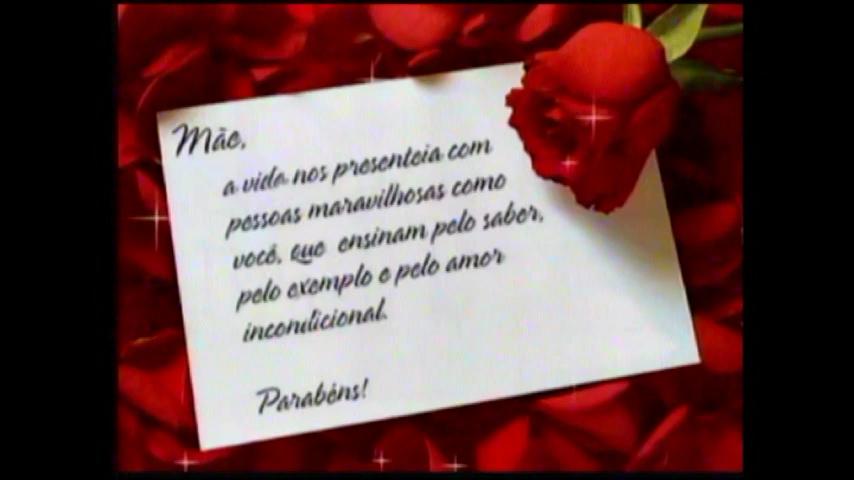 Mãe,
a vida nos presenteia com
pessoas maravilhosas como
você, que ensinam pelo saber,
pelo exemplo e pelo amor
incondicional.
Parabéns!